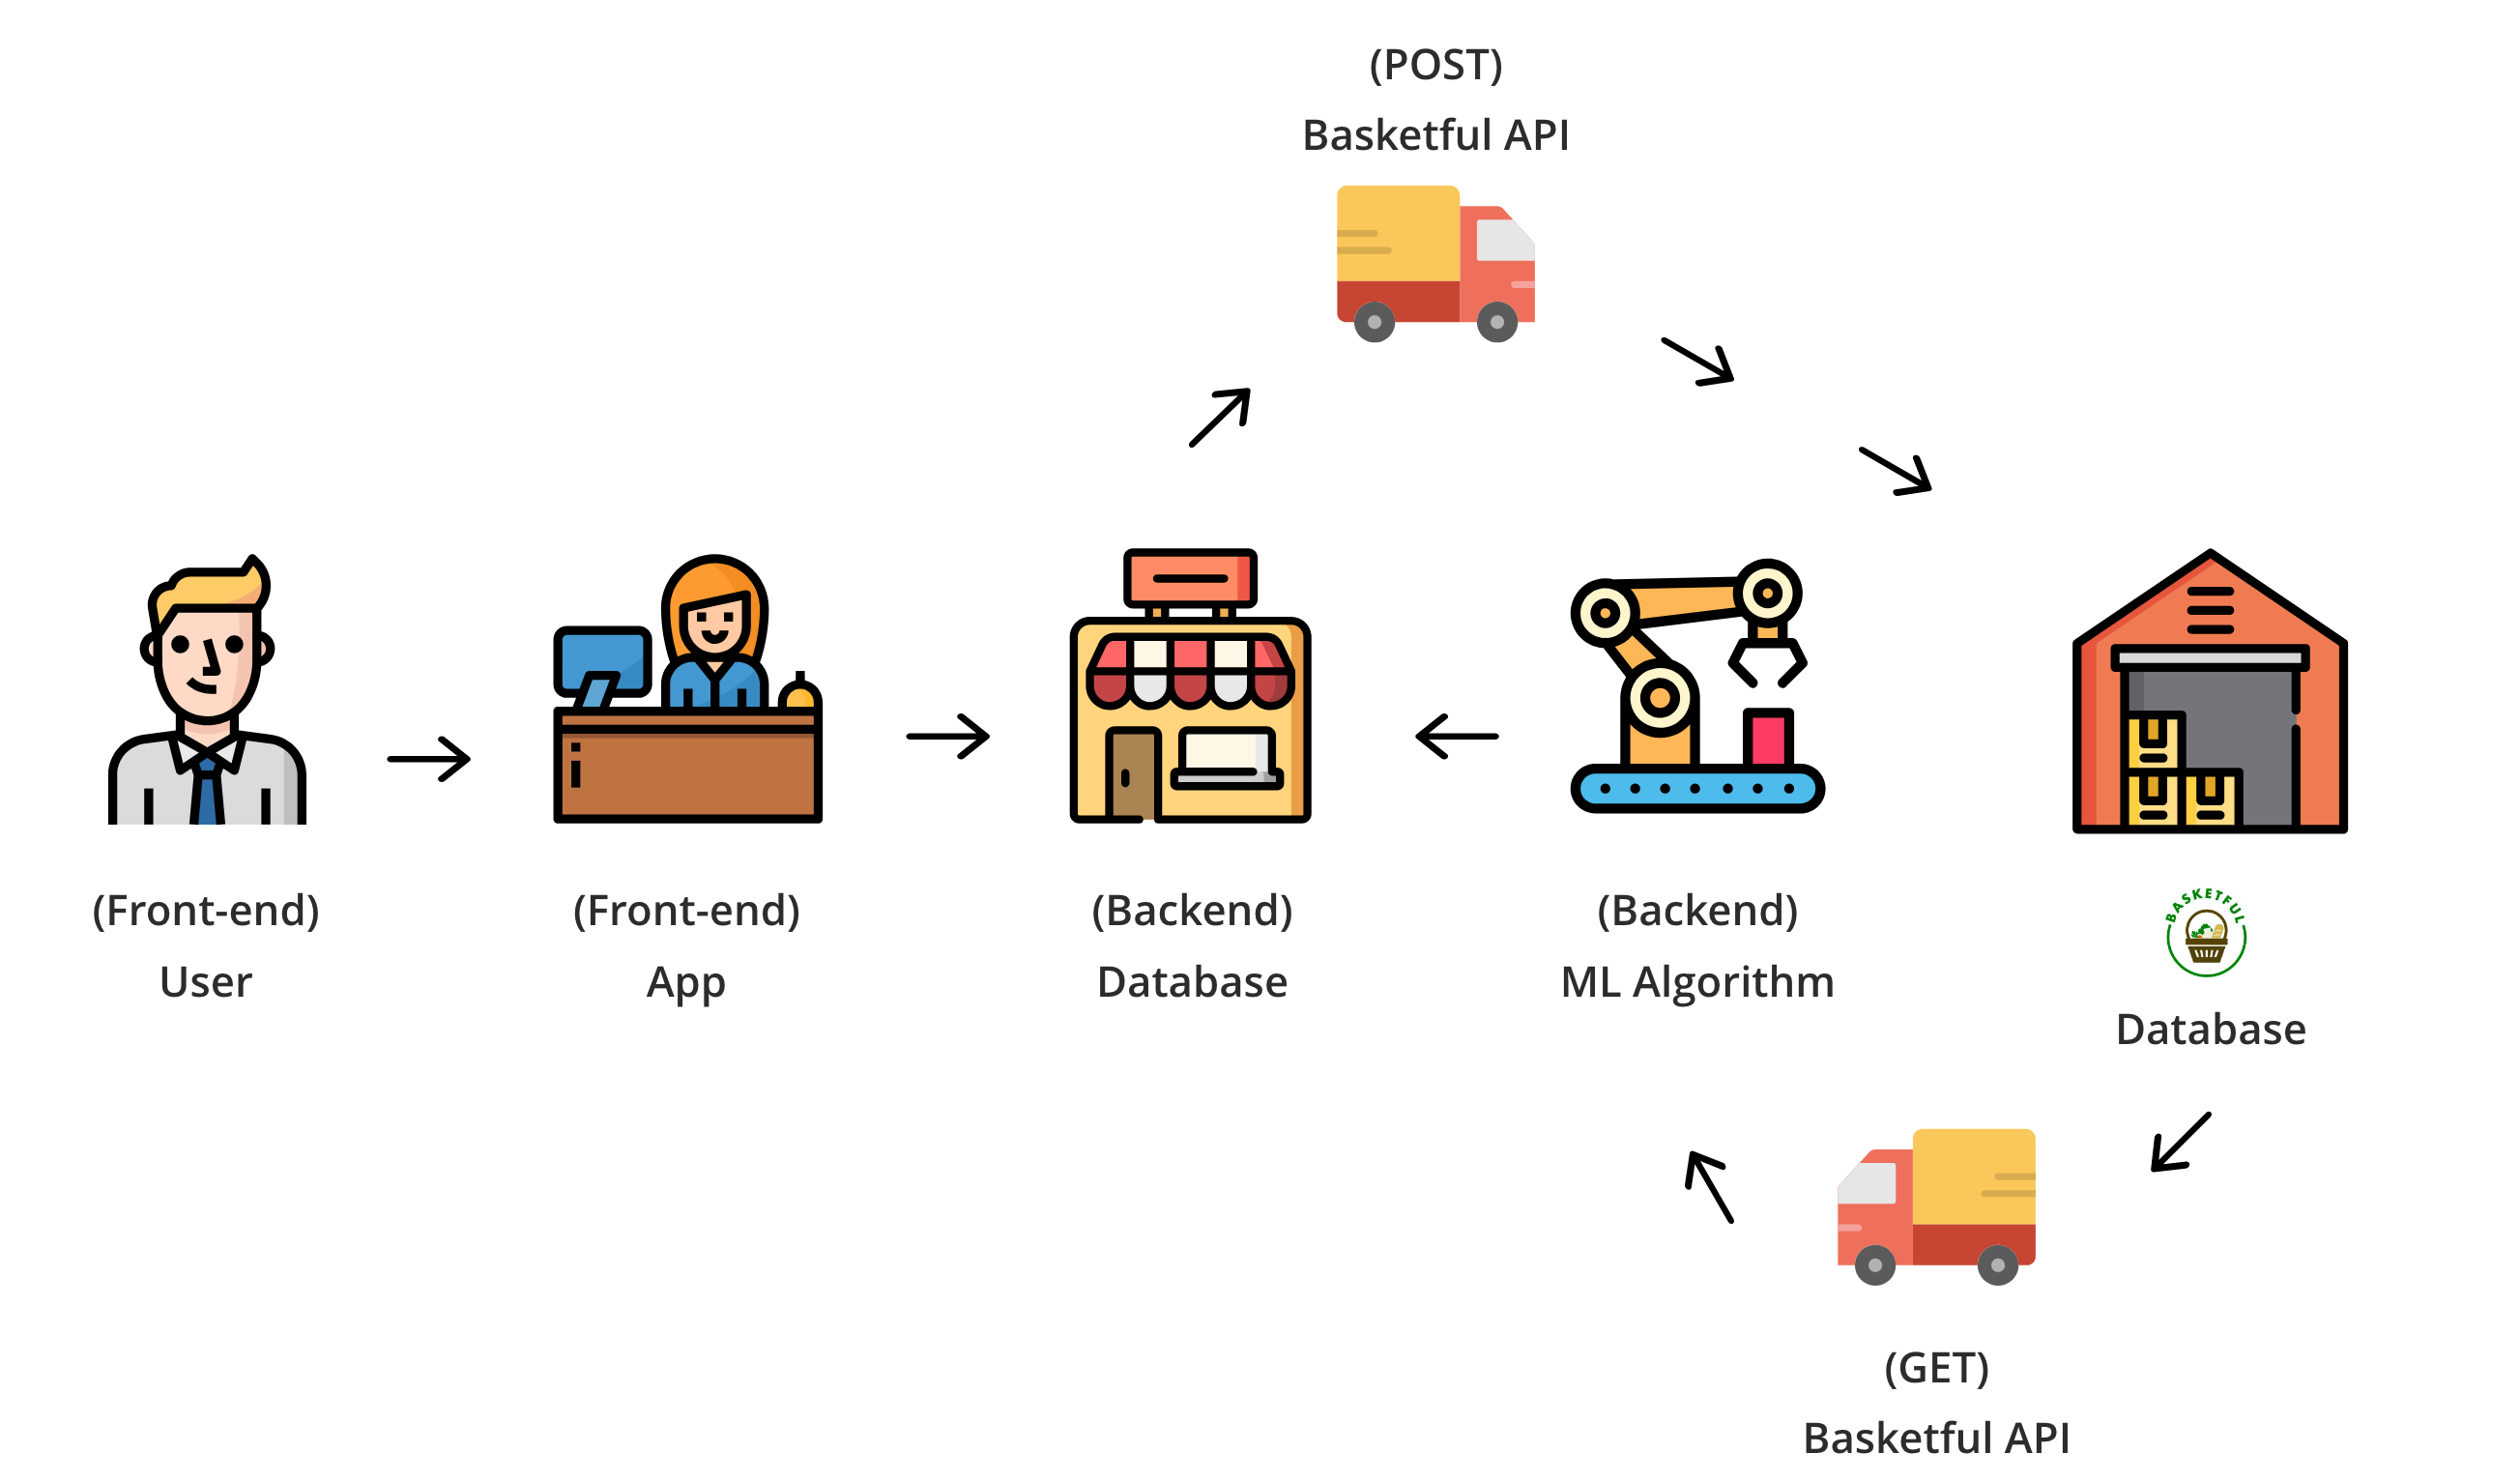 (POST)
Basketful API
(Front-end)
User
(Front-end)
App
(Backend)
Database
(Backend)
ML Algorithm
BASKETFUL
Database
(GET)
Basketful API